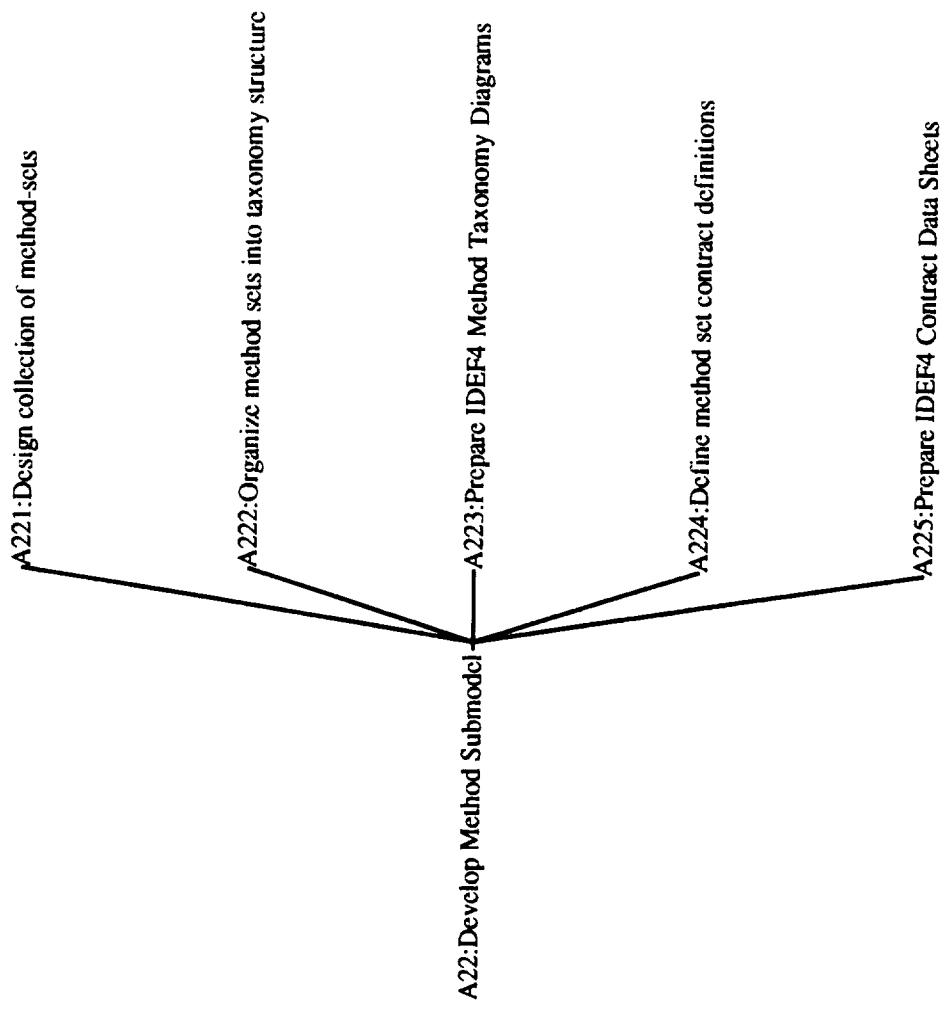 A22:Develop Method Submodel
A221:Design collection of method-sets
A222:Organize method sets into taxonomy structure
A223:Prepare IDEF4 Method Taxonomy Diagrams
A224:Define method set contract definitions
A225:Prepare IDEF4 Contract Data Sheets